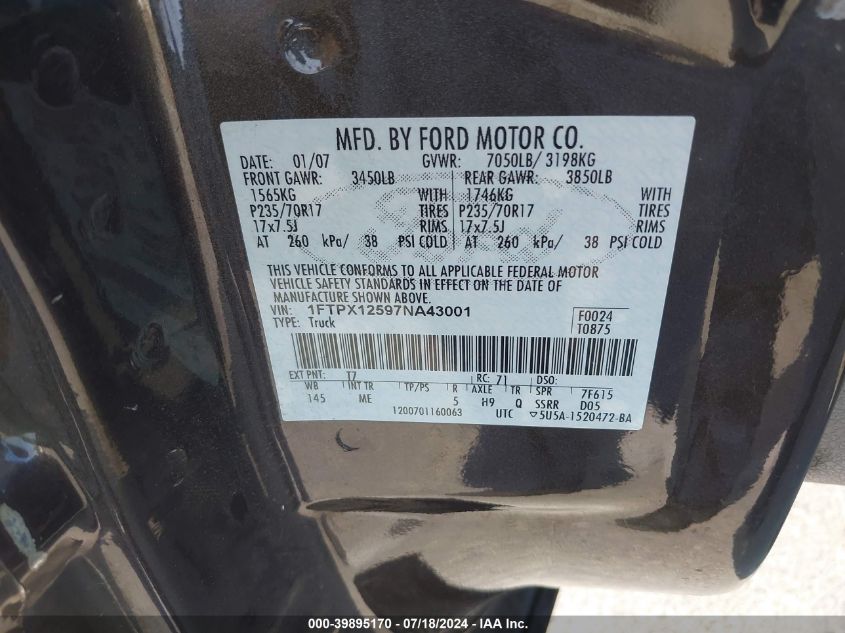 MFD. BY FORD MOTOR CO.
DATE: 01/07 GVWR: 7050LB/ 3198KG
FRONT GAWR: 3450LB REAR GAWR: 3850LB
1565KG WITH 1746KG WITH
P235/70R17 TIRES P235/70R17 TIRES
17x7.5J RIMS 17x7.5J RIMS
AT 260 kPa/ 38 PSI COLD AT 260 kPa/ 38 PSI COLD
THIS VEHICLE CONFORMS TO ALL APPLICABLE FEDERAL MOTOR
VEHICLE SAFETY STANDARDS IN EFFECT ON THE DATE OF
MANUFACTURE SHOWN ABOVE.
VIN: 1FTPX12597NA43001 F0024
TYPE: Truck T0875
EXT PNT: T7 RC: 71 DSO:
WB INT TR TP/PS R AXLE TR SPR 7F615
145 ME 5 H9 Q SSRR D05
1200701160063 UTC ▽5U5A-1520472-BA
000-39895170 - 07/18/2024 - IAAI.com